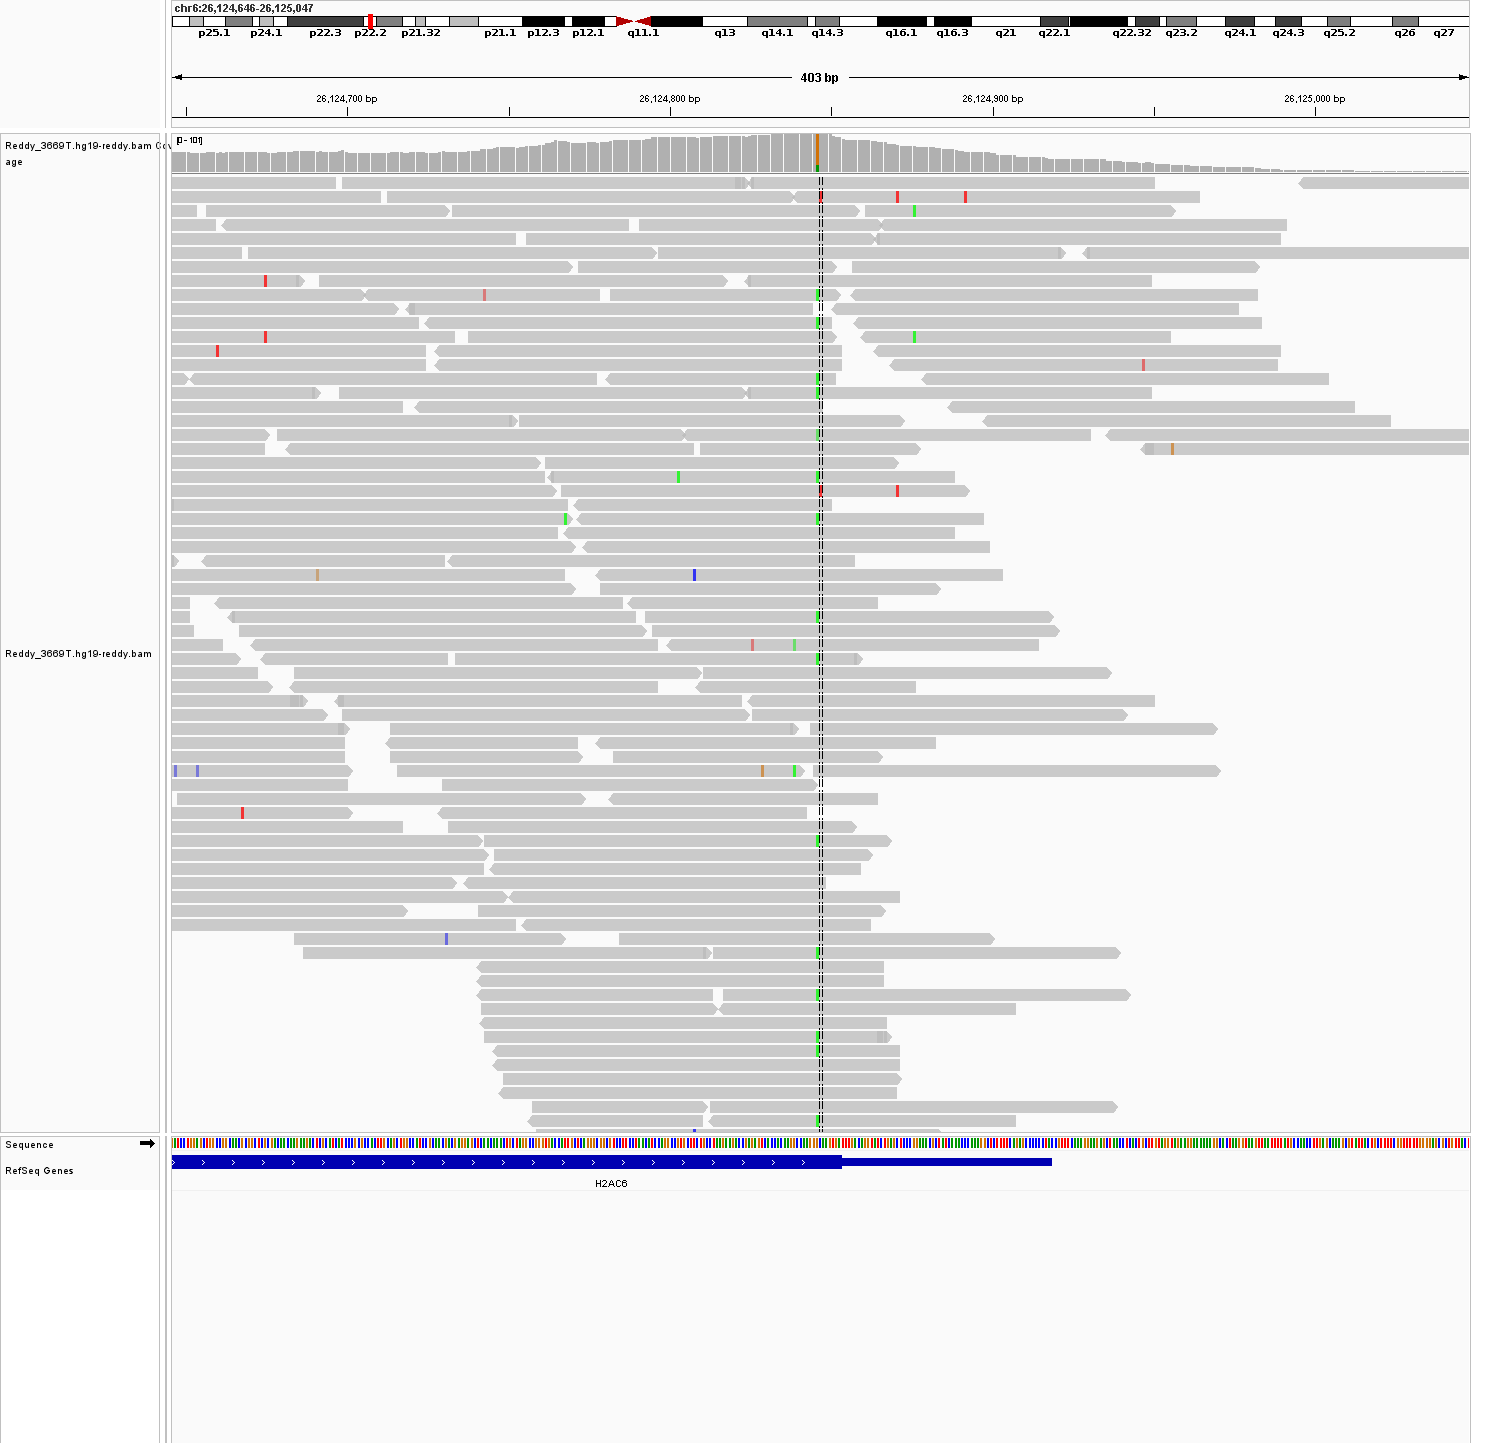 chr6:26,124,646-26,125,047
p25.1 p24.1 p22.3 p22.2 p21.32 p21.1 p12.3 p12.1 q11.1 q13 q14.1 q14.3 q16.1 q16.3 q21 q22.1 q22.32 q23.2 q24.1 q24.3 q25.2 q26 q27
403 bp
26,124,700 bp 26,124,800 bp 26,124,900 bp 26,125,000 bp
Reddy_3669T.hg19-reddy.bam Cov
age
[0 - 101]
Reddy_3669T.hg19-reddy.bam
Sequence
RefSeq Genes
H2AC6